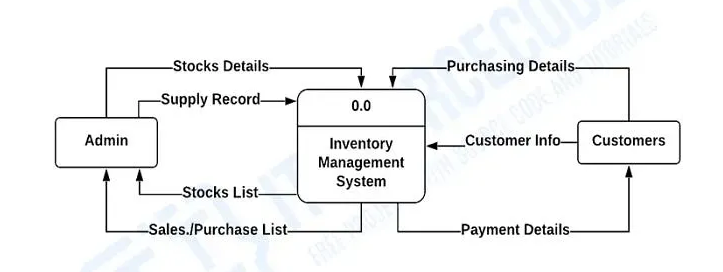 Stocks Details
Purchasing Details
Supply Record
0.0
Admin
Inventory
Management
System
Customer Info
Customers
Stocks List
Sales./Purchase List
Payment Details